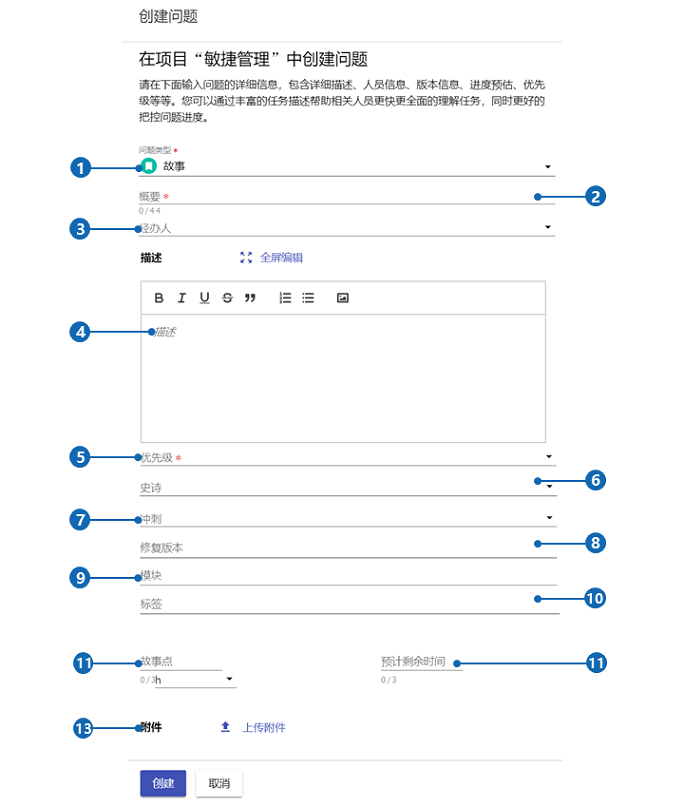 创建问题
在项目“敏捷管理”中创建问题
请在下面输入问题的详细信息，包含详细描述、人员信息、版本信息、进度预估、优先
级等等。您可以通过丰富的任务描述帮助相关人员更快更全面的理解任务，同时更好的
把控问题进度。
问题类型 *
1 故事
概要 * 2
0/44
3 经办人
描述 全屏编辑
B I U S ”
4 描述
5 优先级 *
史诗 6
7 冲刺
修复版本 8
9 模块
标签 10
11 故事点 预计剩余时间 11
0/3 h 0/3
13 附件 上传附件
创建 取消